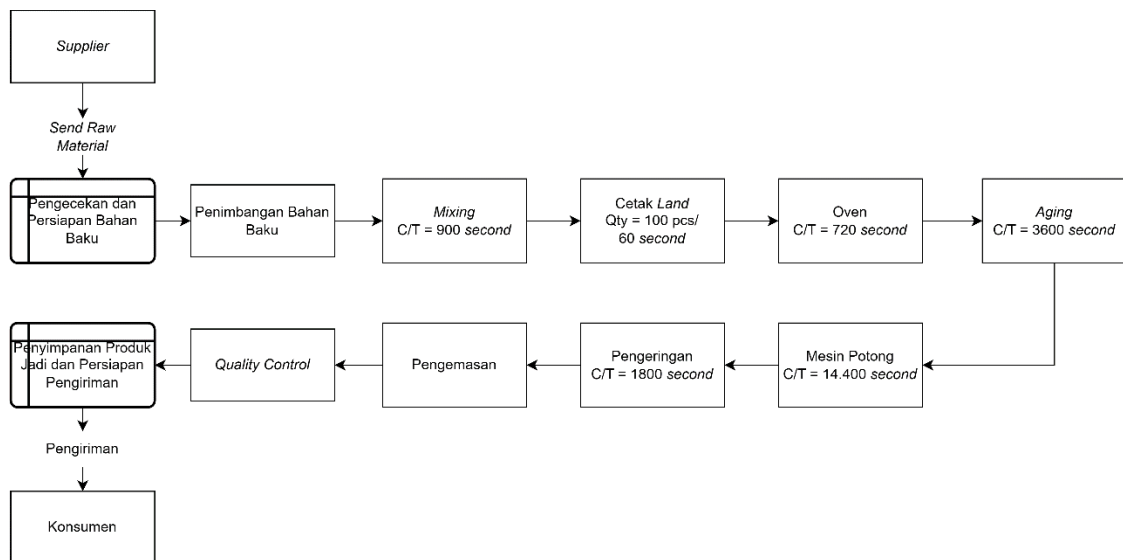 Supplier
Send Raw
Material
Pengecekan dan
Persiapan Bahan
Baku
Penimbangan Bahan
Baku
Mixing
C/T = 900 second
Cetak Land
Qty = 100 pcs/
60 second
Oven
C/T = 720 second
Aging
C/T = 3600 second
Mesin Potong
C/T = 14.400 second
Pengeringan
C/T = 1800 second
Pengemasan
Quality Control
Penyimpanan Produk
Jadi dan Persiapan
Pengiriman
Pengiriman
Konsumen